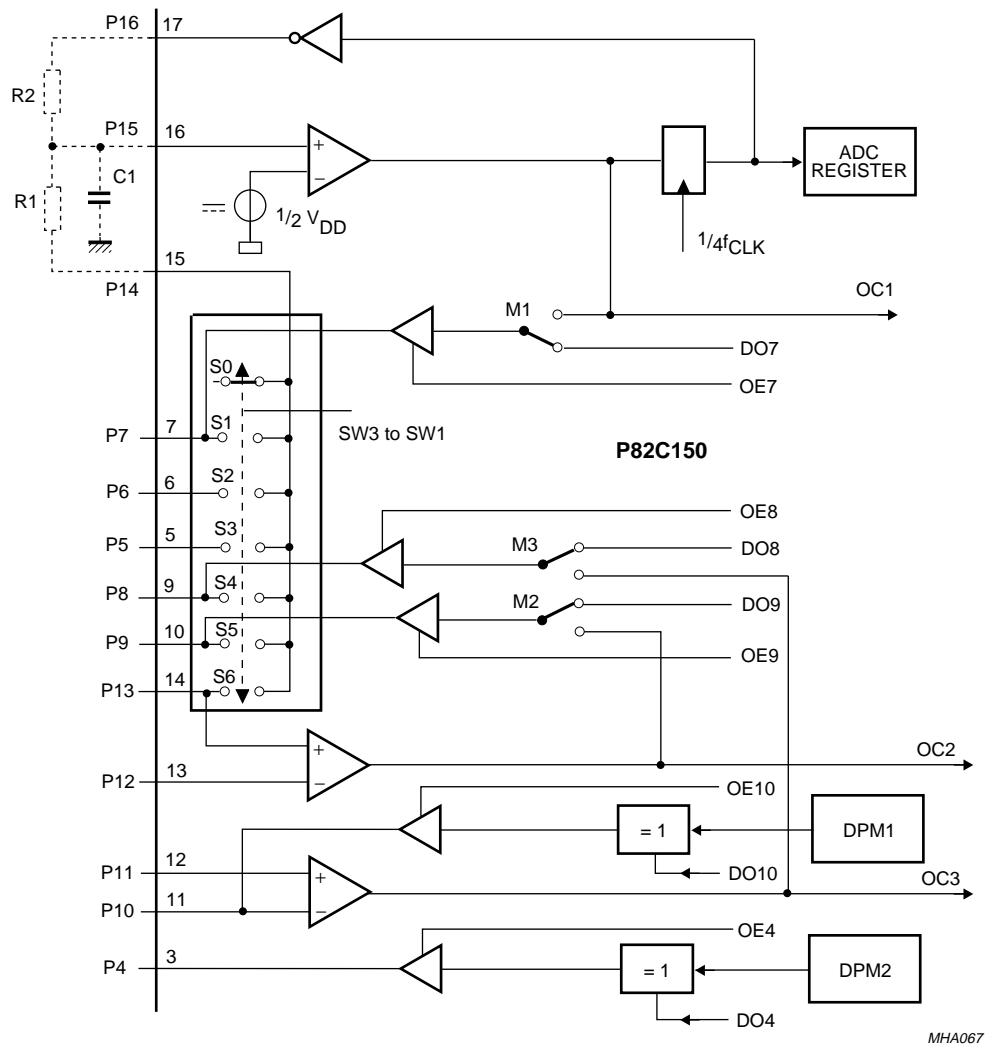 P16 17
R2
P15 16
+
−
C1
R1
1/2 VDD
ADC
REGISTER
1/4fCLK
15
P14
M1
OC1
DO7
OE7
S0
SW3 to SW1
P7 7 S1
P82C150
P6 6 S2
OE8
P5 5 S3
M3 DO8
P8 9 S4
M2 DO9
P9 10 S5
OE9
P13 14 S6
+
−
OC2
P12 13
OE10
= 1
DPM1
P11 12
+
DO10
OC3
P10 11
−
OE4
P4 3
= 1
DPM2
DO4
MHA067